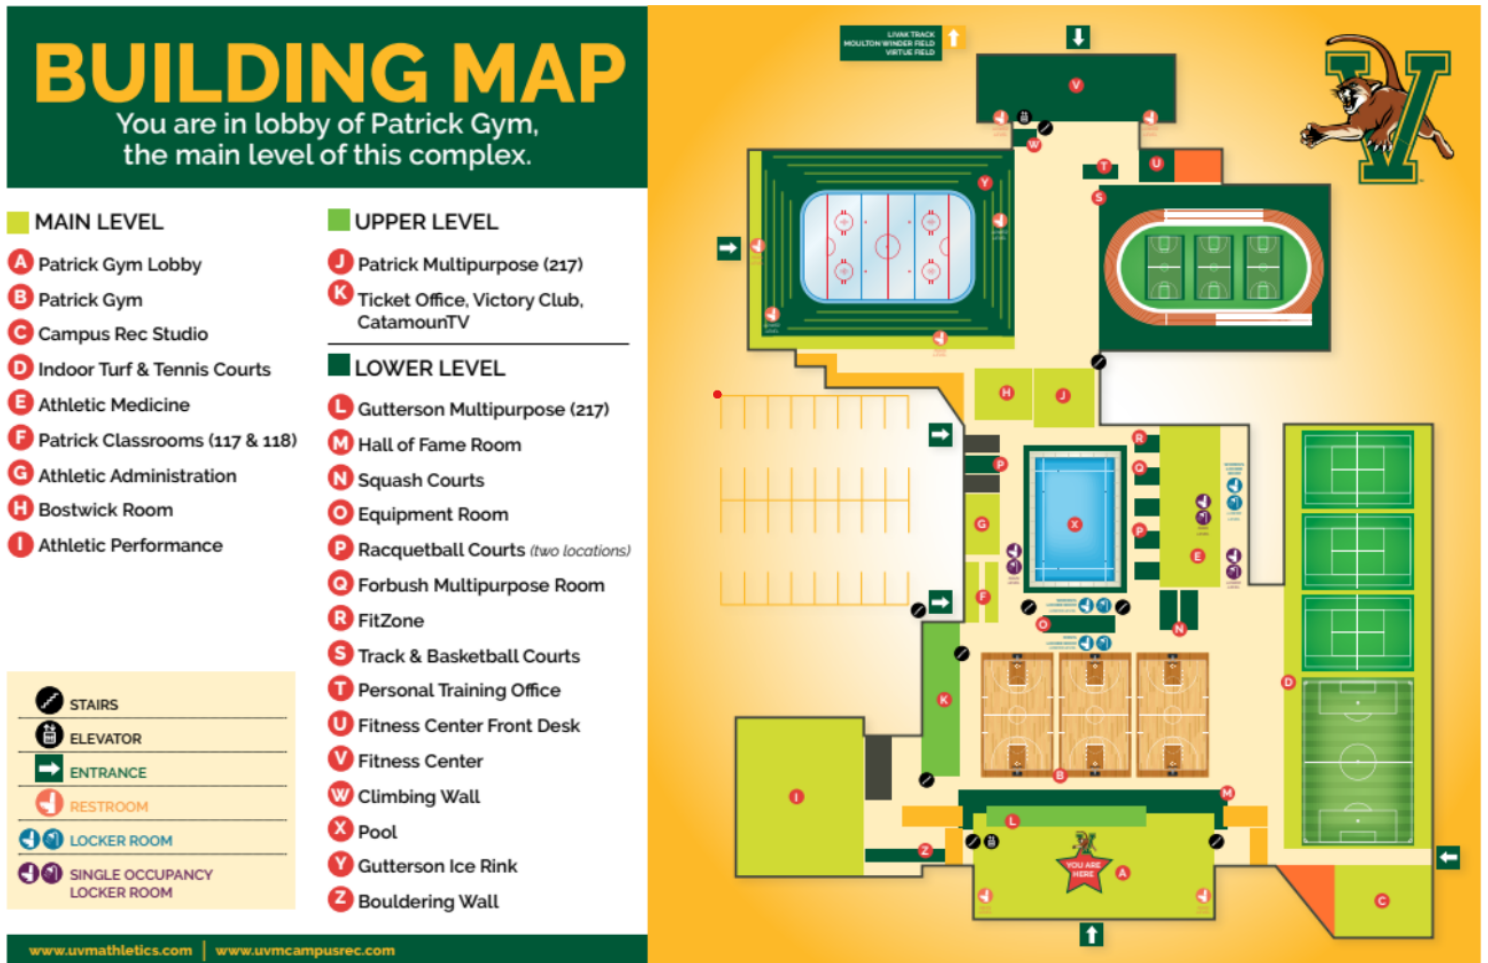 BUILDING MAP
You are in lobby of Patrick Gym,
the main level of this complex.
MAIN LEVEL
A Patrick Gym Lobby
B Patrick Gym
C Campus Rec Studio
D Indoor Turf & Tennis Courts
E Athletic Medicine
F Patrick Classrooms (117 & 118)
G Athletic Administration
H Bostwick Room
I Athletic Performance
UPPER LEVEL
J Patrick Multipurpose (217)
K Ticket Office, Victory Club,
CatamounTV
LOWER LEVEL
L Gutterson Multipurpose (217)
M Hall of Fame Room
N Squash Courts
O Equipment Room
P Racquetball Courts (two locations)
Q Forbush Multipurpose Room
R FitZone
S Track & Basketball Courts
T Personal Training Office
U Fitness Center Front Desk
V Fitness Center
W Climbing Wall
X Pool
Y Gutterson Ice Rink
Z Bouldering Wall
STAIRS
ELEVATOR
ENTRANCE
RESTROOM
LOCKER ROOM
SINGLE OCCUPANCY
LOCKER ROOM
www.uvmathletics.com | www.uvmcampusrec.com
LIVAK TRACK
MOULTON WINDER FIELD
VIRTUE FIELD
V
V
W
T
U
S
Y
H
J
R
P
Q
G
X
P
E
F
O
N
K
D
B
I
M
L
Z
YOU ARE
HERE
A
C